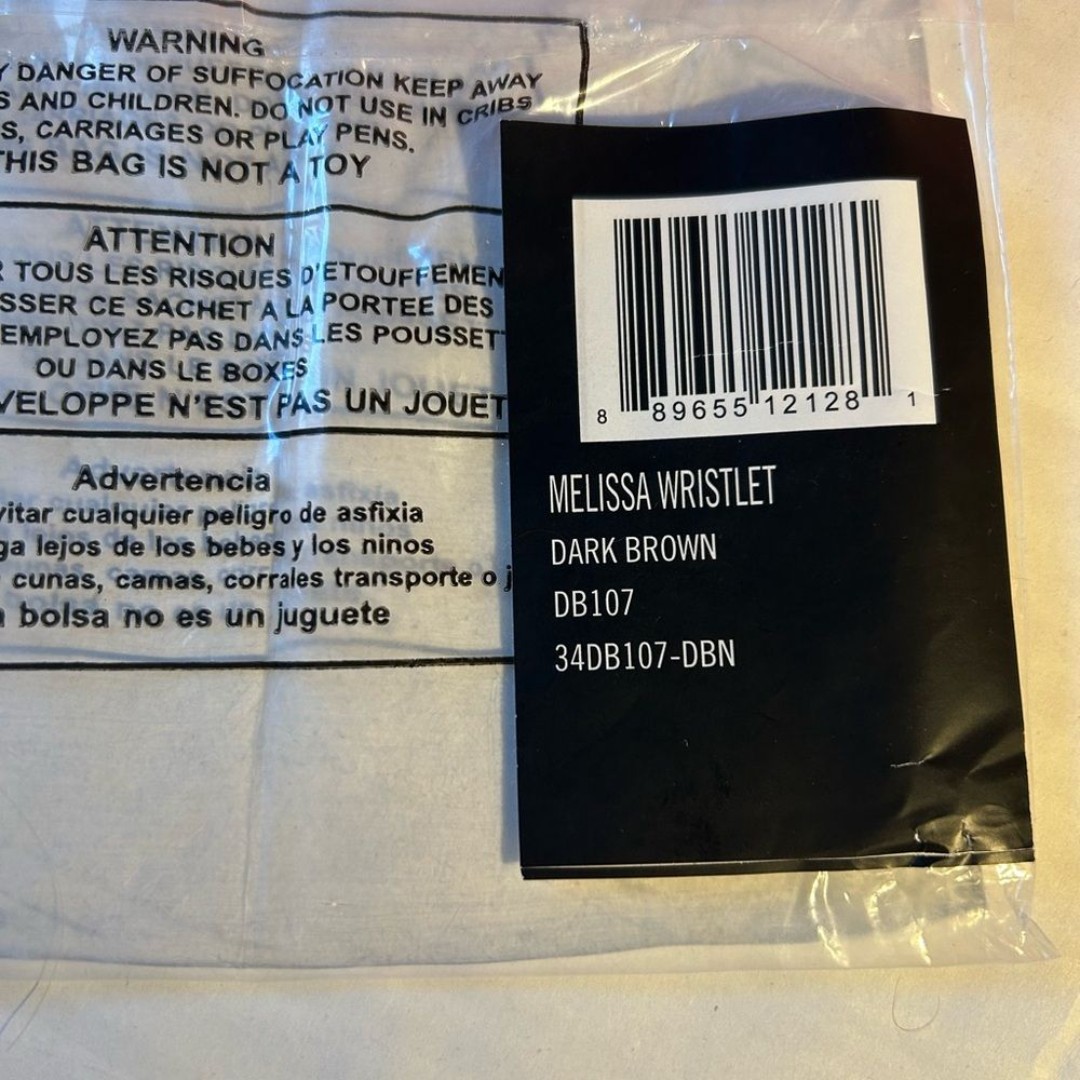 WARNING
DANGER OF SUFFOCATION KEEP AWAY
AND CHILDREN. DO NOT USE IN CRIBS
CARRIAGES OR PLAY PENS.
THIS BAG IS NOT A TOY
ATTENTION
TOUS LES RISQUES D'ETOUFFEMEN
SSER CE SACHET A LA PORTEE DES
EMPLOYEZ PAS DANS LES POUSSET
OU DANS LE BOXES
VELOPPE N'EST PAS UN JOUET
Advertencia
vitar cualquier peligro de asfixia
ga lejos de los bebes y los ninos
cunas, camas, corrales transporte o j
bolsa no es un juguete
8 89655 12128 1
MELISSA WRISTLET
DARK BROWN
DB107
34DB107-DBN